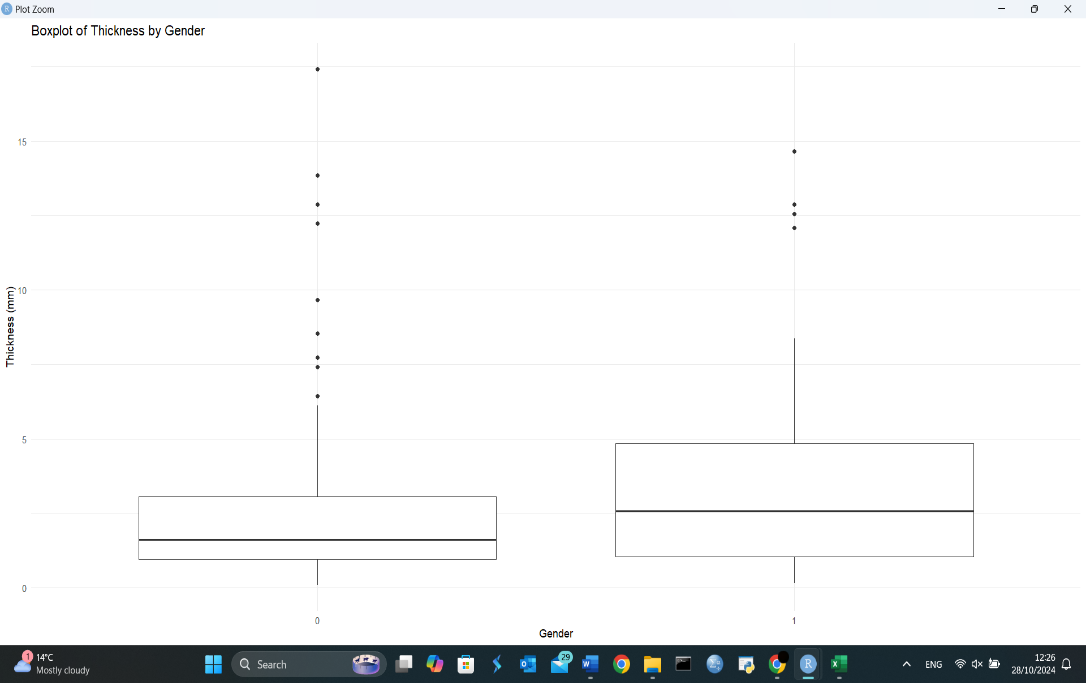 Plot Zoom
Boxplot of Thickness by Gender
15
10
5
0
Thickness (mm)
0
1
Gender
1
14°C
Mostly cloudy
Search
29
ENG
12:26
28/10/2024